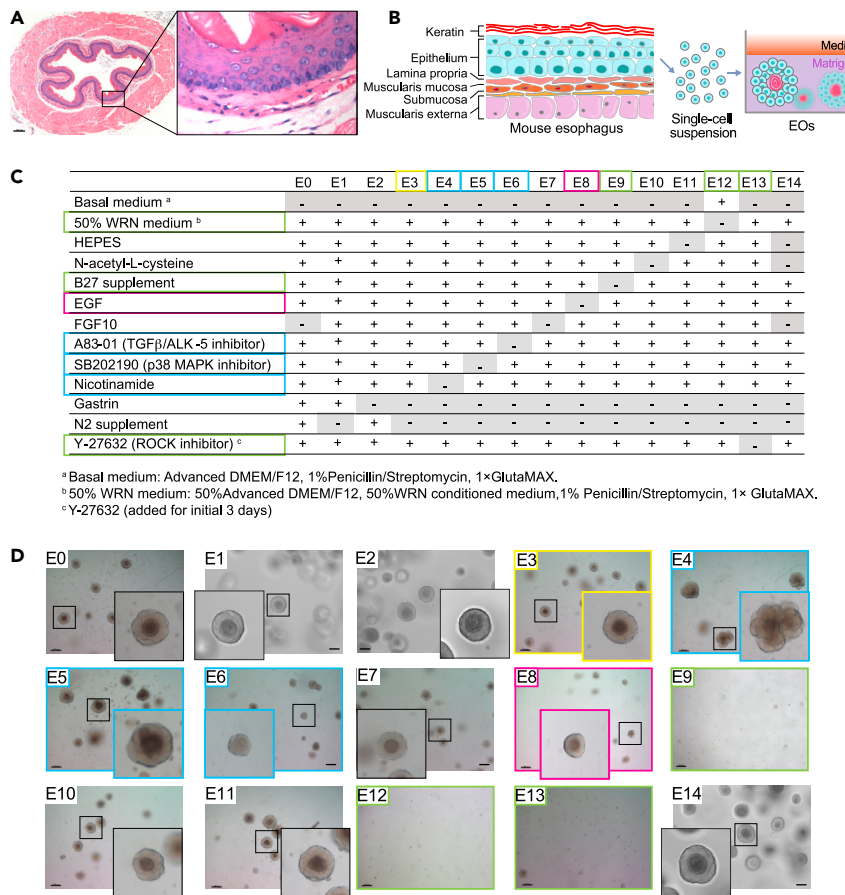 A
B
Keratin
Epithelium
Lamina propria
Muscularis mucosa
Submucosa
Muscularis externa
Mouse esophagus
Single-cell
suspension
Medi
Matrig
EOs
C
E0 E1 E2 E3 E4 E5 E6 E7 E8 E9 E10 E11 E12 E13 E14
Basal medium a - - - - - - - - - - - - + - -
50% WRN medium b + + + + + + + + + + + + - + +
HEPES + + + + + + + + + + + - + + -
N-acetyl-L-cysteine + + + + + + + + + + - + + + -
B27 supplement + + + + + + + + + - + + + + +
EGF + + + + + + + + - + + + + + +
FGF10 - + + + + + + - + + + + + + -
A83-01 (TGFβ/ALK-5 inhibitor) + + + + + + - + + + + + + + +
SB202190 (p38 MAPK inhibitor) + + + + + - + + + + + + + + +
Nicotinamide + + + + - + + + + + + + + + +
Gastrin + + - - - - - - - - - - - - -
N2 supplement + - + - - - - - - - - - - - -
Y-27632 (ROCK inhibitor) c + + + + + + + + + + + + + - +
a Basal medium: Advanced DMEM/F12, 1%Penicillin/Streptomycin, 1×GlutaMAX.
b 50% WRN medium: 50%Advanced DMEM/F12, 50%WRN conditioned medium,1% Penicillin/Streptomycin, 1× GlutaMAX.
c Y-27632 (added for initial 3 days)
D
E0 E1 E2 E3 E4
E5 E6 E7 E8 E9
E10 E11 E12 E13 E14